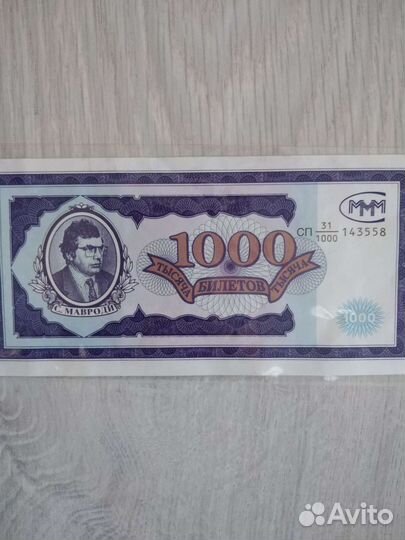 МММ
СП 31/1000 143558
1000
ТЫСЯЧА БИЛЕТОВ ТЫСЯЧА
С. МАВРОДИ
1000
Avito